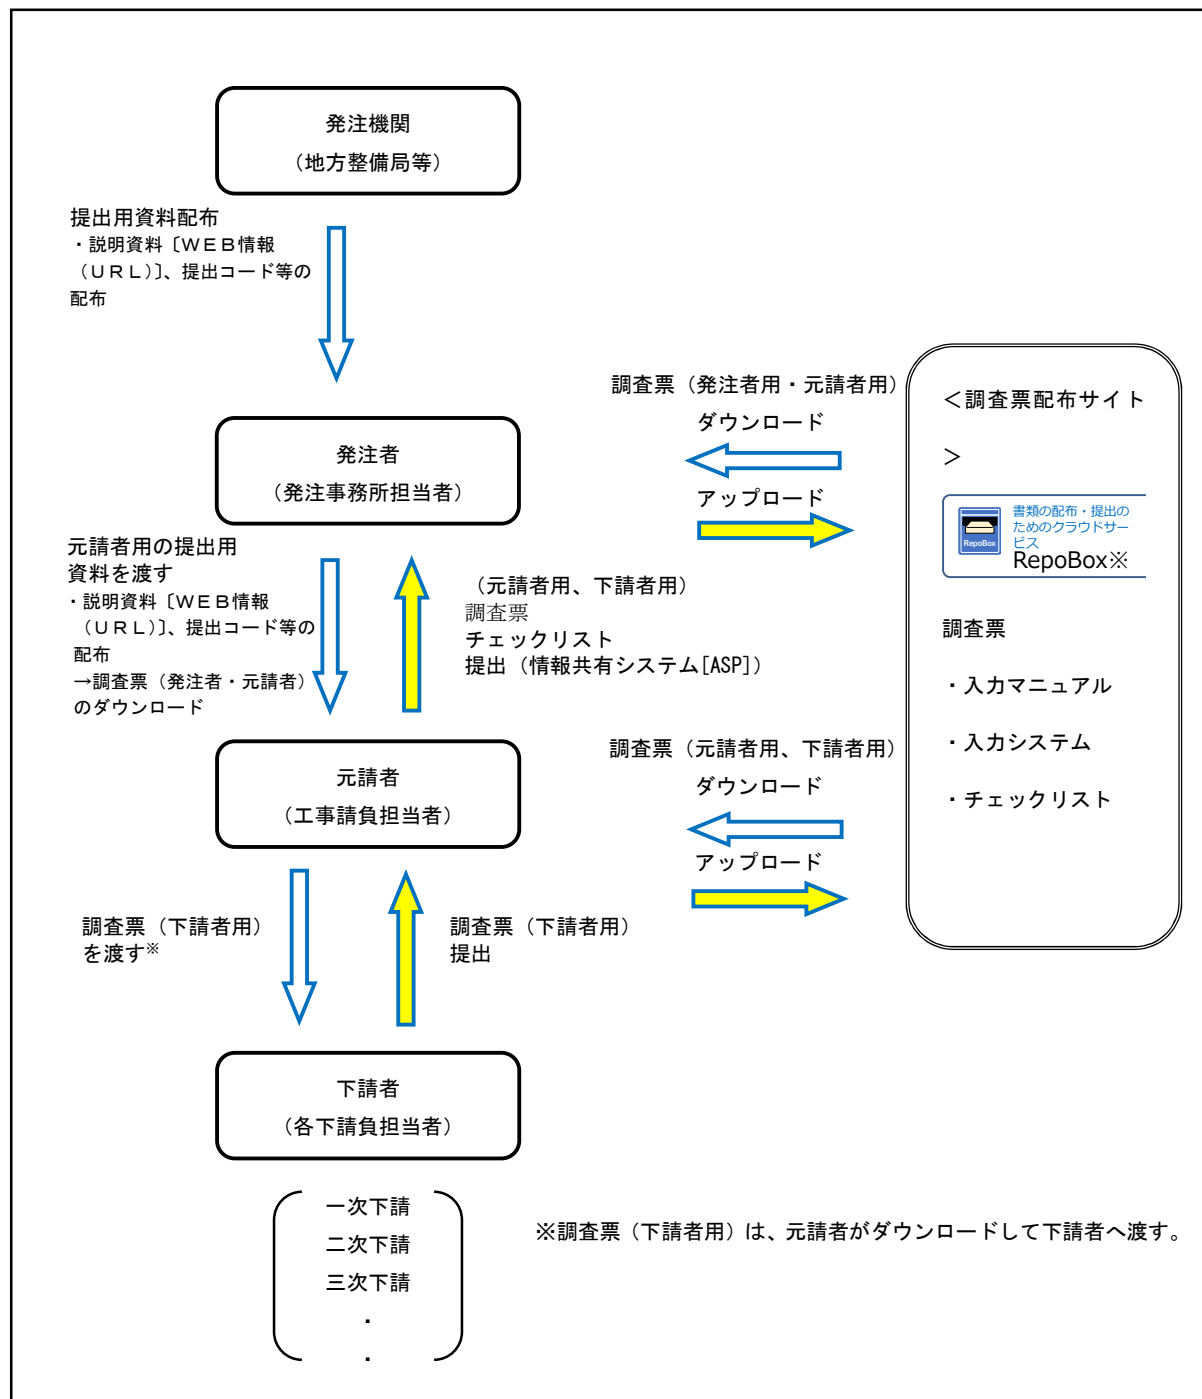 発注機関
（地方整備局等）
提出用資料配布
・説明資料〔ＷＥＢ情報
（ＵＲＬ）〕、提出コード等の
配布
発注者
（発注事務所担当者）
調査票（発注者用・元請者用）
ダウンロード
アップロード
＜調査票配布サイト
＞
RepoBox
書類の配布・提出の
ためのクラウドサー
ビス
RepoBox※
調査票
・入力マニュアル
・入力システム
・チェックリスト
元請者用の提出用
資料を渡す
・説明資料〔ＷＥＢ情報
（ＵＲＬ）〕、提出コード等の
配布
→調査票（発注者・元請者）
のダウンロード
（元請者用、下請者用）
調査票
チェックリスト
提出（情報共有システム[ASP]）
元請者
（工事請負担当者）
調査票（元請者用、下請者用）
ダウンロード
アップロード
調査票（下請者用）
を渡す※
調査票（下請者用）
提出
下請者
（各下請負担当者）
一次下請
二次下請
三次下請
・
・
※調査票（下請者用）は、元請者がダウンロードして下請者へ渡す。